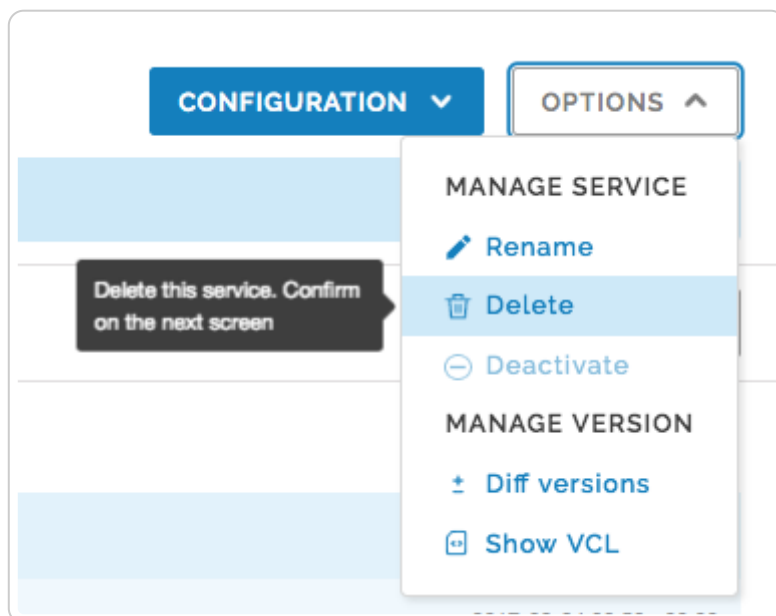 CONFIGURATION
OPTIONS
MANAGE SERVICE
Rename
Delete this service. Confirm
on the next screen
Delete
Deactivate
MANAGE VERSION
Diff versions
Show VCL